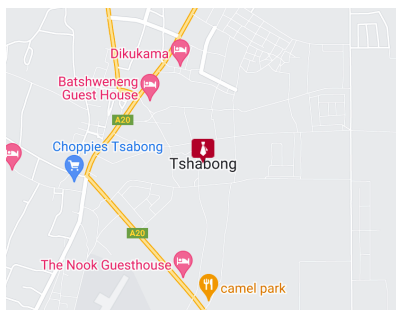 Dikukama
Batshweneng
Guest House
A20
Choppies Tsabong
Tshabong
A20
The Nook Guesthouse
camel park